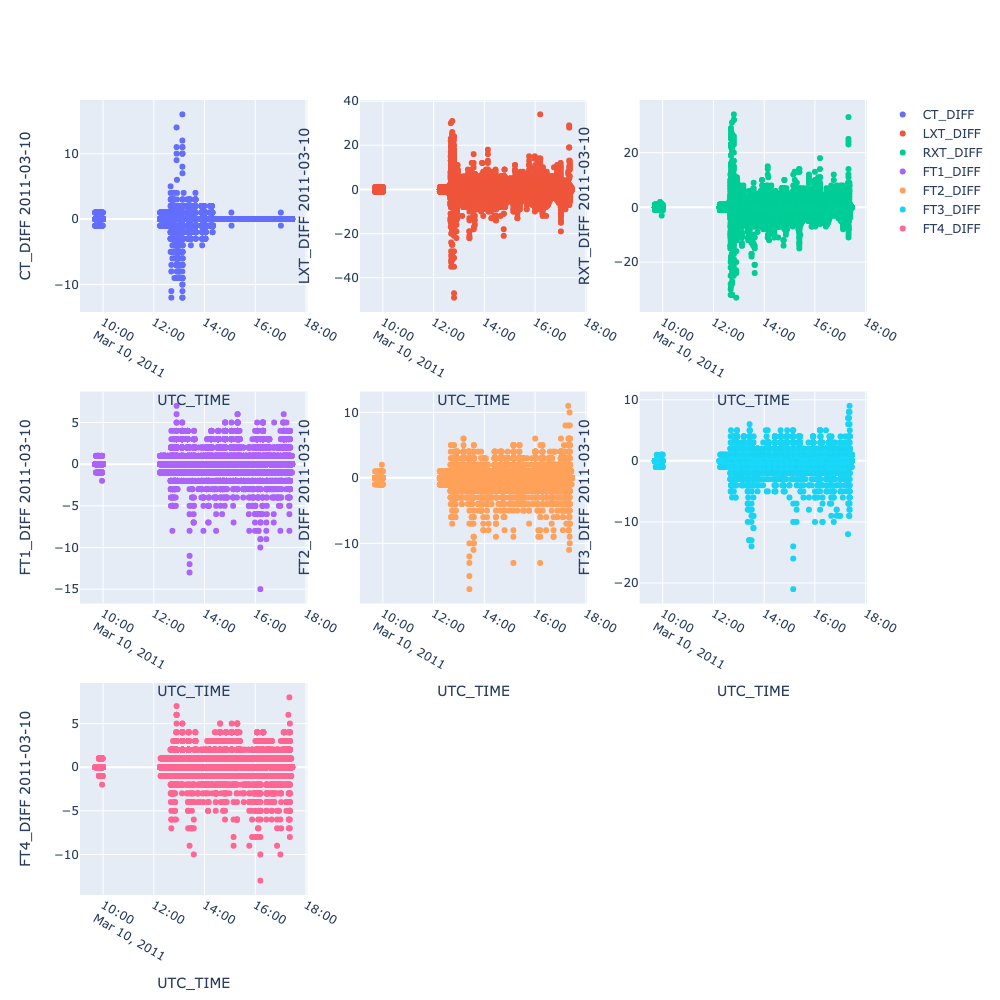 CT_DIFF 2011-03-10
10
0
−10
10:00
12:00
14:00
16:00
18:00
Mar 10, 2011
UTC_TIME
LXT_DIFF 2011-03-10
40
20
0
−20
−40
10:00
12:00
14:00
16:00
18:00
Mar 10, 2011
UTC_TIME
RXT_DIFF 2011-03-10
20
0
−20
10:00
12:00
14:00
16:00
18:00
Mar 10, 2011
UTC_TIME
CT_DIFF
LXT_DIFF
RXT_DIFF
FT1_DIFF
FT2_DIFF
FT3_DIFF
FT4_DIFF
FT1_DIFF 2011-03-10
5
0
−5
−10
−15
10:00
12:00
14:00
16:00
18:00
Mar 10, 2011
UTC_TIME
FT2_DIFF 2011-03-10
10
0
−10
10:00
12:00
14:00
16:00
18:00
Mar 10, 2011
UTC_TIME
FT3_DIFF 2011-03-10
10
0
−10
−20
10:00
12:00
14:00
16:00
18:00
Mar 10, 2011
UTC_TIME
FT4_DIFF 2011-03-10
5
0
−5
−10
10:00
12:00
14:00
16:00
18:00
Mar 10, 2011
UTC_TIME